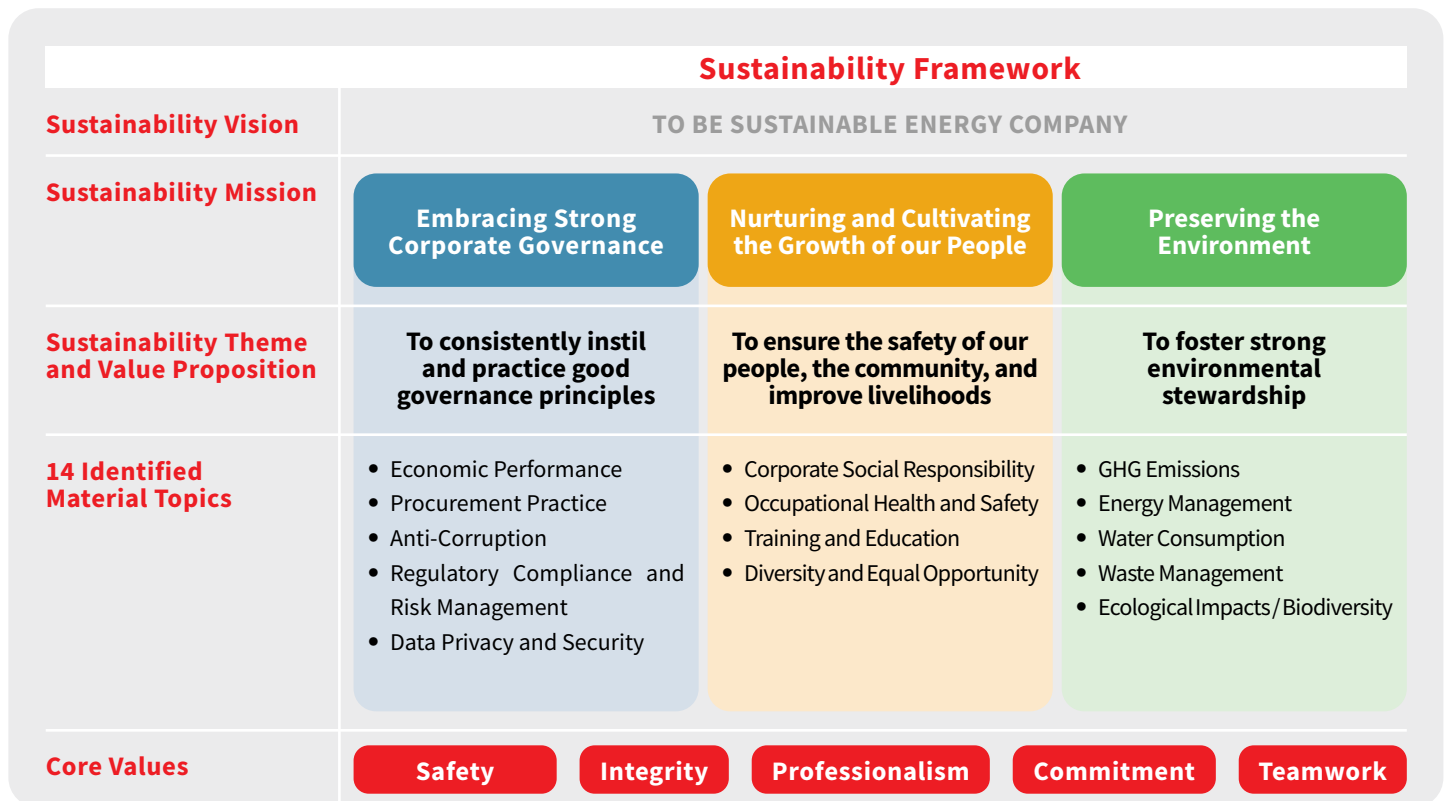 Sustainability Framework
Sustainability Vision
TO BE SUSTAINABLE ENERGY COMPANY
Sustainability Mission
Embracing Strong
Corporate Governance
Nurturing and Cultivating
the Growth of our People
Preserving the
Environment
Sustainability Theme
and Value Proposition
To consistently instil
and practice good
governance principles
To ensure the safety of our
people, the community, and
improve livelihoods
To foster strong
environmental
stewardship
14 Identified
Material Topics
• Economic Performance
• Procurement Practice
• Anti-Corruption
• Regulatory Compliance and
Risk Management
• Data Privacy and Security
• Corporate Social Responsibility
• Occupational Health and Safety
• Training and Education
• Diversity and Equal Opportunity
• GHG Emissions
• Energy Management
• Water Consumption
• Waste Management
• Ecological Impacts / Biodiversity
Core Values
Safety
Integrity
Professionalism
Commitment
Teamwork